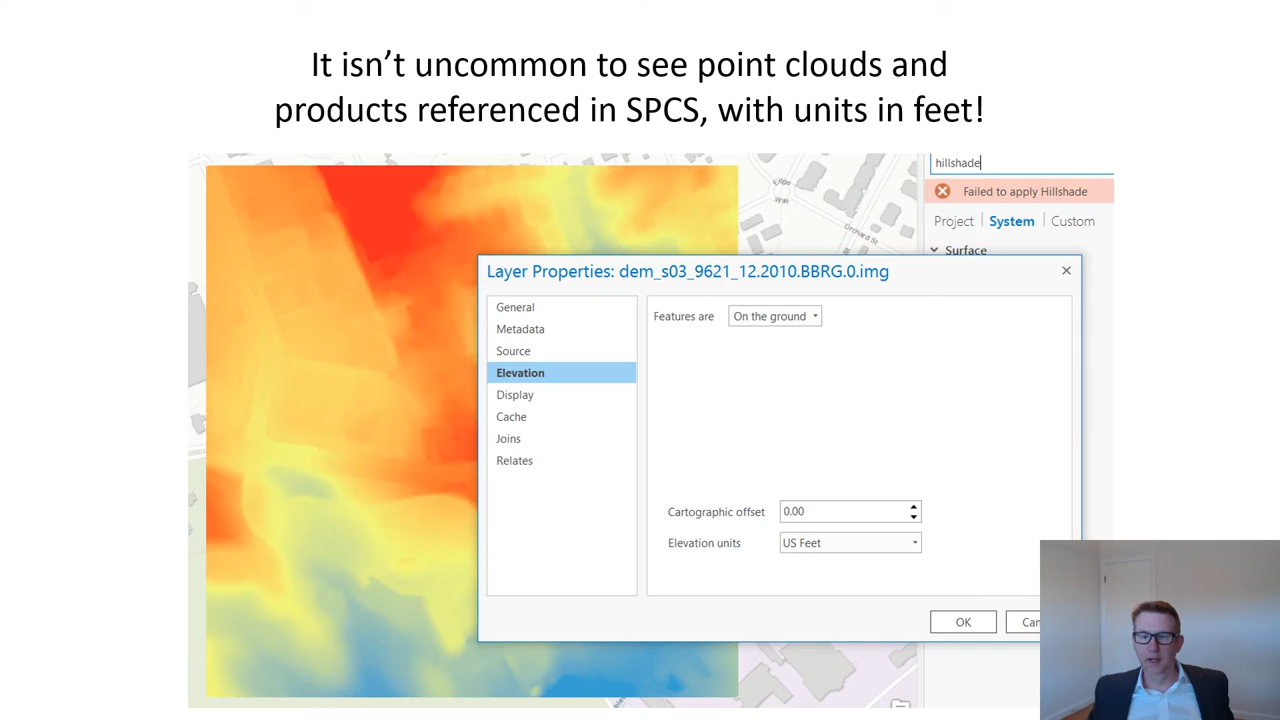 It isn’t uncommon to see point clouds and
products referenced in SPCS, with units in feet!
hillshade
Failed to apply Hillshade
Project
System
Custom
Surface
Orchard St
Layer Properties: dem_s03_9621_12.2010.BBRG.0.img
General
Metadata
Source
Elevation
Display
Cache
Joins
Relates
Features are
On the ground
Cartographic offset
0.00
Elevation units
US Feet
OK